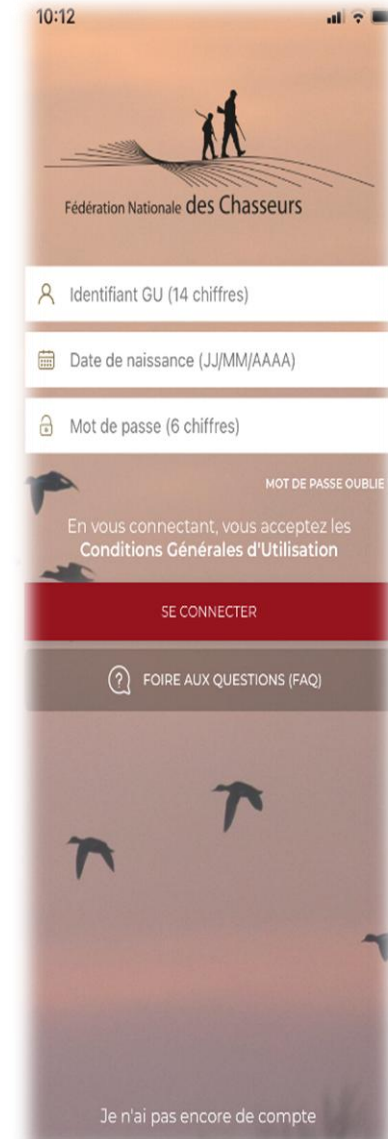 10:12
Fédération Nationale des Chasseurs
Identifiant GU (14 chiffres)
Date de naissance (JJ/MM/AAAA)
Mot de passe (6 chiffres)
MOT DE PASSE OUBLIE
En vous connectant, vous acceptez les
Conditions Générales d'Utilisation
SE CONNECTER
FOIRE AUX QUESTIONS (FAQ)
Je n'ai pas encore de compte